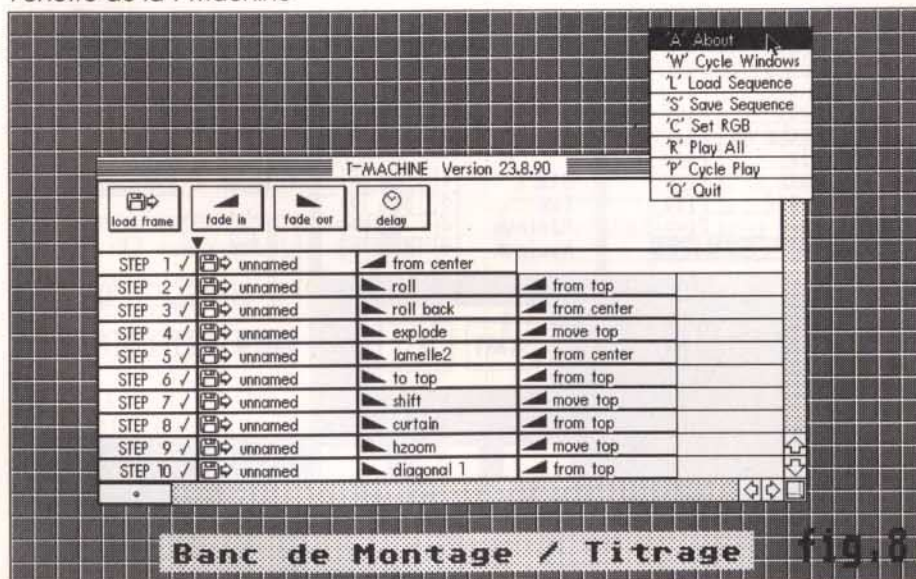 Fenêtre de la T-Machine
'A' About
'W' Cycle Windows
'L' Load Sequence
'S' Save Sequence
'C' Set RGB
'R' Play All
'P' Cycle Play
'Q' Quit
T-MACHINE Version 23.8.90
load frame fade in fade out delay
STEP 1 ✓ unnamed from center
STEP 2 ✓ unnamed roll from top
STEP 3 ✓ unnamed roll back from center
STEP 4 ✓ unnamed explode move top
STEP 5 ✓ unnamed lamelle2 from center
STEP 6 ✓ unnamed to top from top
STEP 7 ✓ unnamed shift move top
STEP 8 ✓ unnamed curtain from top
STEP 9 ✓ unnamed hzoom move top
STEP 10 ✓ unnamed diagonal 1 from top
Banc de Montage / Titrage fig.8